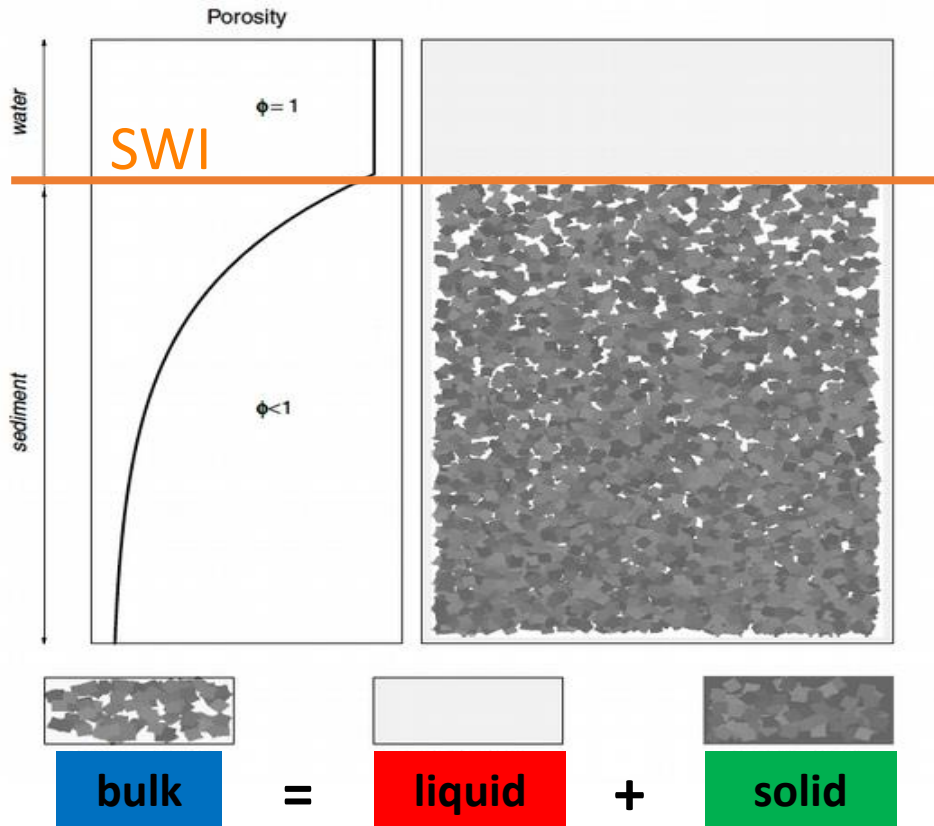 Porosity
water
ϕ= 1
SWI
sediment
ϕ<1
bulk = liquid + solid